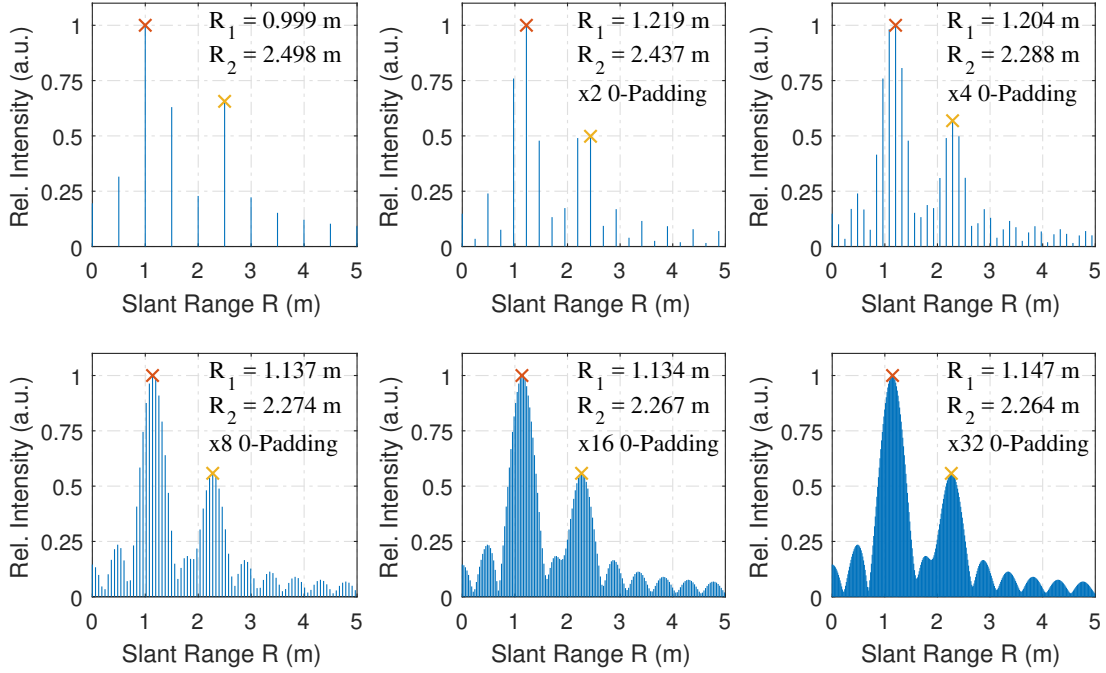 Rel. Intensity (a.u.)
1
0.75
0.5
0.25
0
R1 = 0.999 m
R2 = 2.498 m
0 1 2 3 4 5
Slant Range R (m)
Rel. Intensity (a.u.)
1
0.75
0.5
0.25
0
R1 = 1.219 m
R2 = 2.437 m
x2 0-Padding
0 1 2 3 4 5
Slant Range R (m)
Rel. Intensity (a.u.)
1
0.75
0.5
0.25
0
R1 = 1.204 m
R2 = 2.288 m
x4 0-Padding
0 1 2 3 4 5
Slant Range R (m)
Rel. Intensity (a.u.)
1
0.75
0.5
0.25
0
R1 = 1.137 m
R2 = 2.274 m
x8 0-Padding
0 1 2 3 4 5
Slant Range R (m)
Rel. Intensity (a.u.)
1
0.75
0.5
0.25
0
R1 = 1.134 m
R2 = 2.267 m
x16 0-Padding
0 1 2 3 4 5
Slant Range R (m)
Rel. Intensity (a.u.)
1
0.75
0.5
0.25
0
R1 = 1.147 m
R2 = 2.264 m
x32 0-Padding
0 1 2 3 4 5
Slant Range R (m)